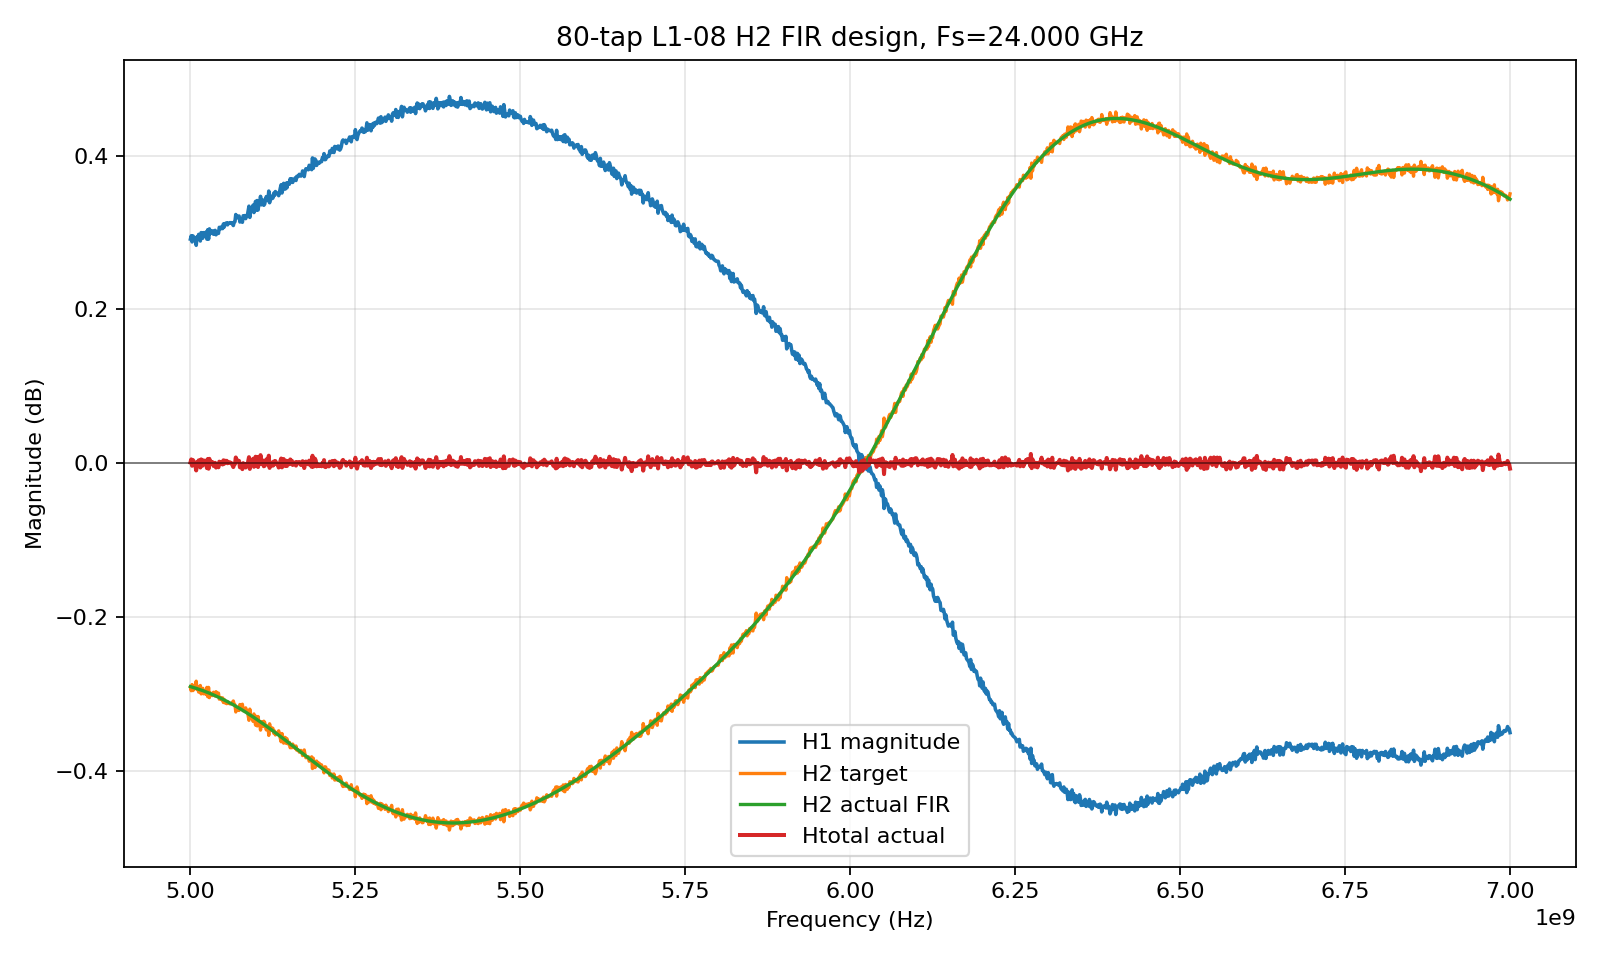 80-tap L1-08 H2 FIR design, Fs=24.000 GHz
Magnitude (dB)
0.4
0.2
0.0
−0.2
−0.4
H1 magnitude
H2 target
H2 actual FIR
Htotal actual
5.00 5.25 5.50 5.75 6.00 6.25 6.50 6.75 7.00
1e9
Frequency (Hz)